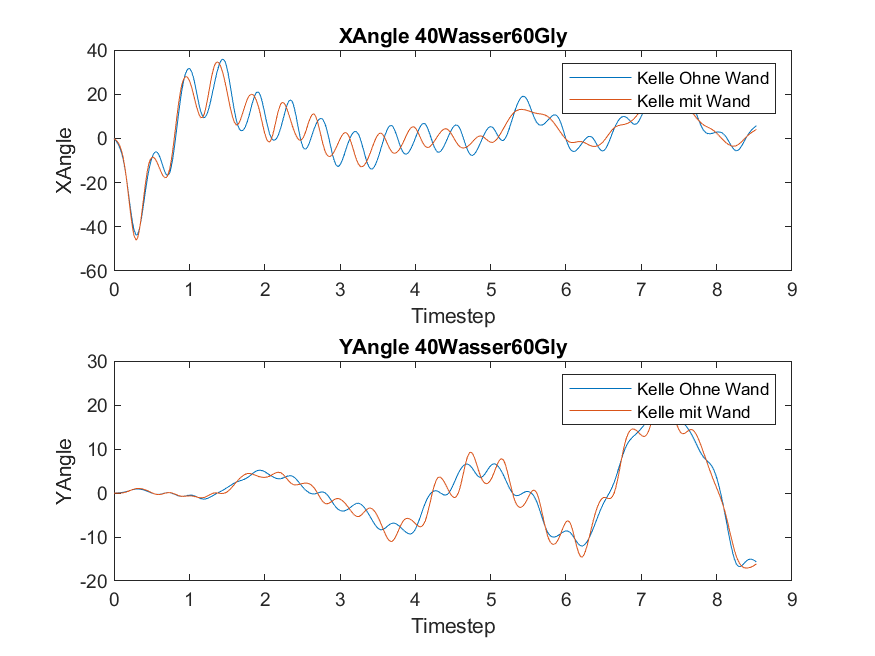 XAngle 40Wasser60Gly
40
20
0
-20
-40
-60
XAngle
Kelle Ohne Wand
Kelle mit Wand
0 1 2 3 4 5 6 7 8 9
Timestep
YAngle 40Wasser60Gly
30
20
10
0
-10
-20
YAngle
Kelle Ohne Wand
Kelle mit Wand
0 1 2 3 4 5 6 7 8 9
Timestep